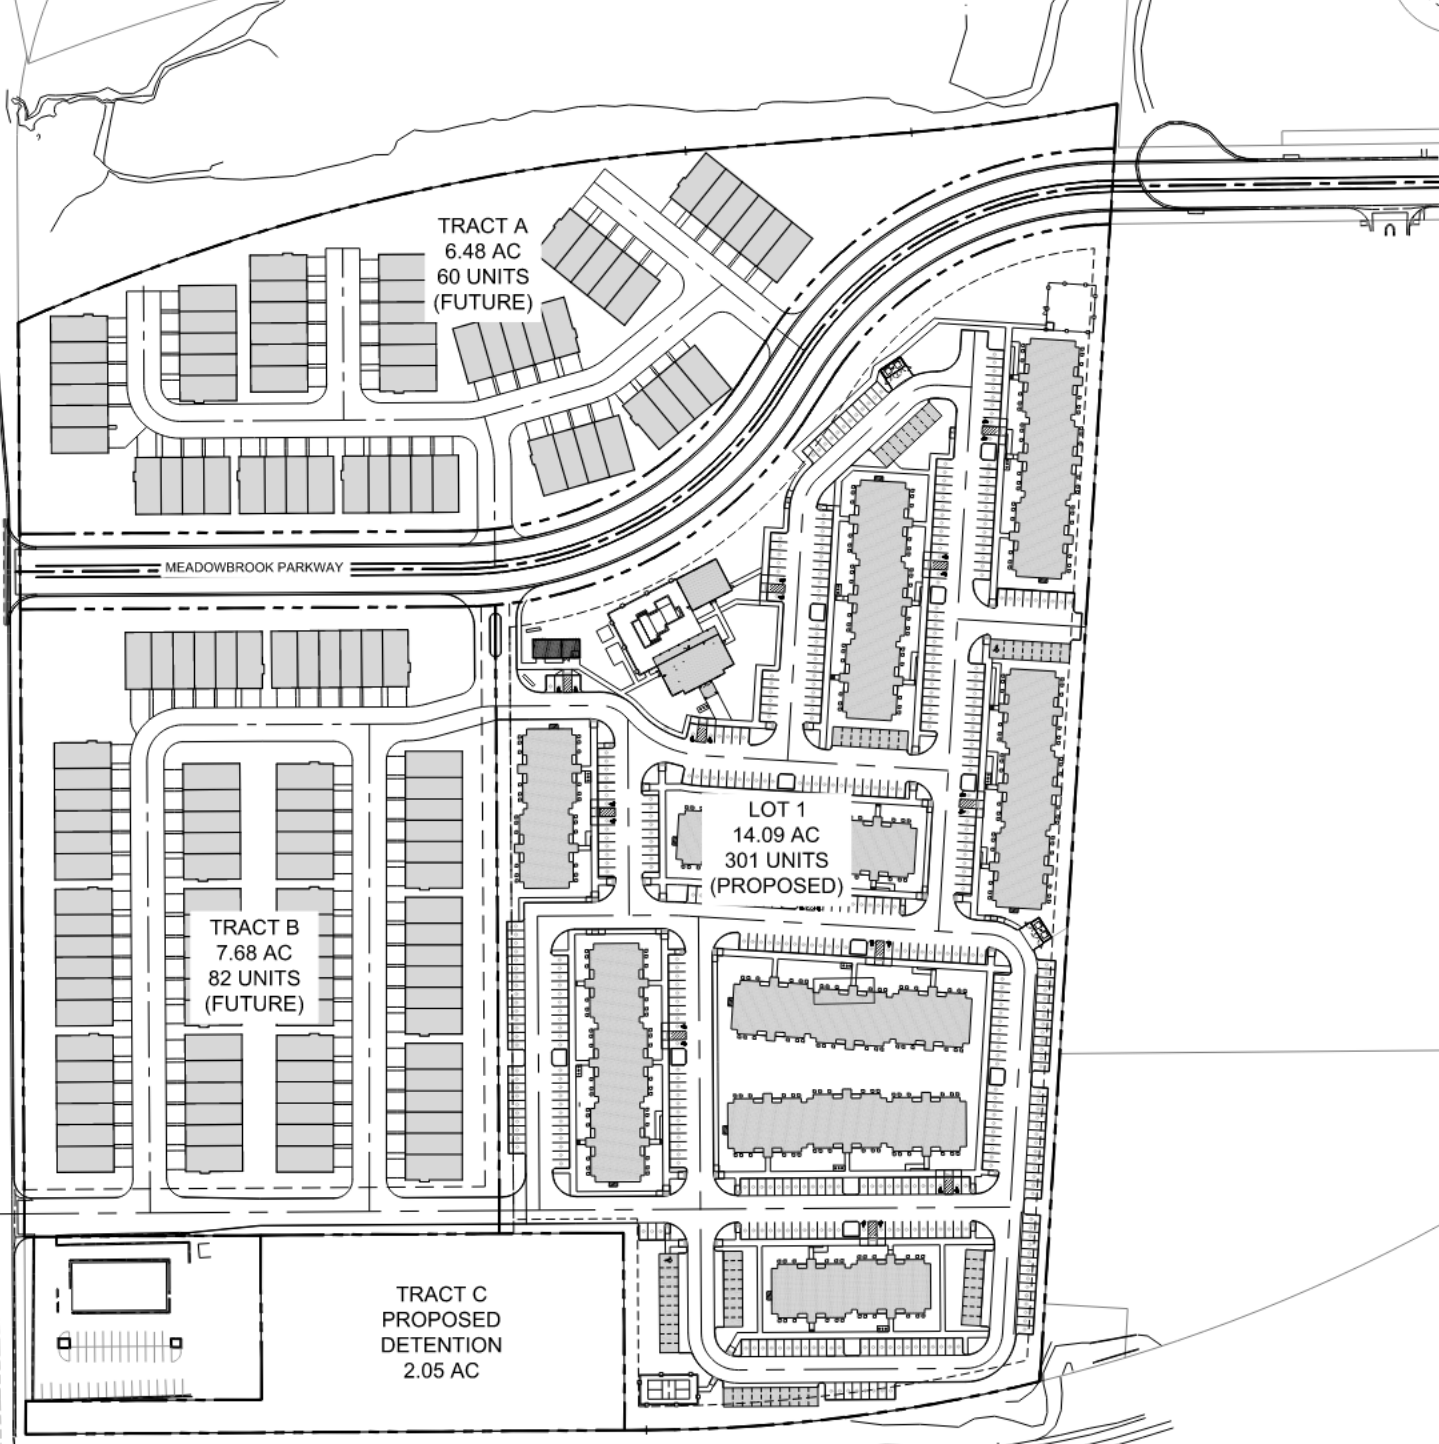 TRACT A
6.48 AC
60 UNITS
(FUTURE)
MEADOWBROOK PARKWAY
LOT 1
14.09 AC
301 UNITS
(PROPOSED)
TRACT B
7.68 AC
82 UNITS
(FUTURE)
TRACT C
PROPOSED
DETENTION
2.05 AC